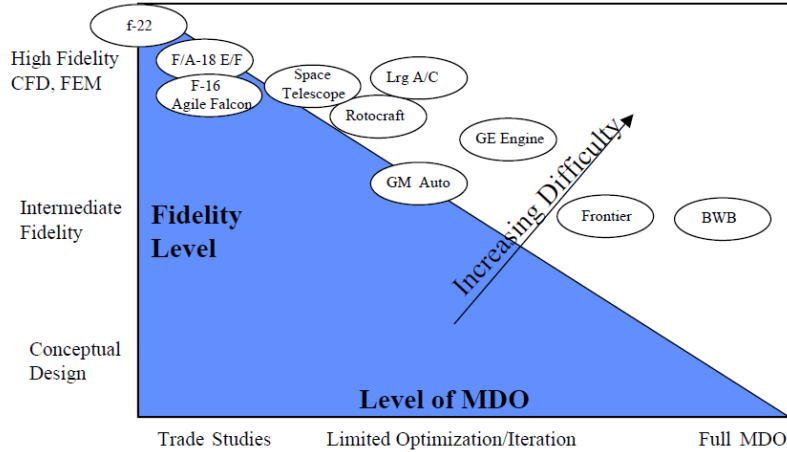 f-22
High Fidelity
CFD, FEM
F/A-18 E/F
F-16
Agile Falcon
Space
Telescope
Lrg A/C
Rotocraft
GE Engine
GM Auto
Increasing Difficulty
Intermediate
Fidelity
Fidelity
Level
Frontier
BWB
Conceptual
Design
Level of MDO
Trade Studies
Limited Optimization/Iteration
Full MDO